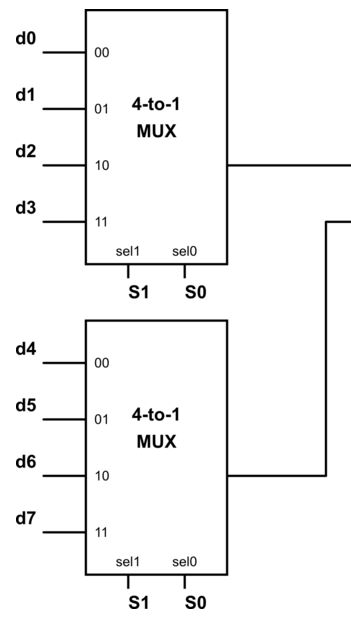 d0
00
d1
01
4-to-1
MUX
d2
10
d3
11
sel1 sel0
S1 S0
d4
00
d5
01
4-to-1
MUX
d6
10
d7
11
sel1 sel0
S1 S0